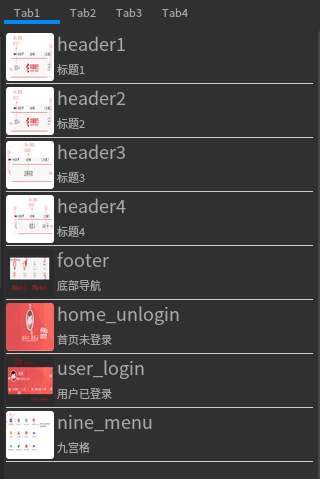 Tab1 Tab2 Tab3 Tab4
header1
标题1
header2
标题2
header3
标题3
header4
标题4
footer
底部导航
home_unlogin
首页未登录
user_login
用户已登录
nine_menu
九宫格